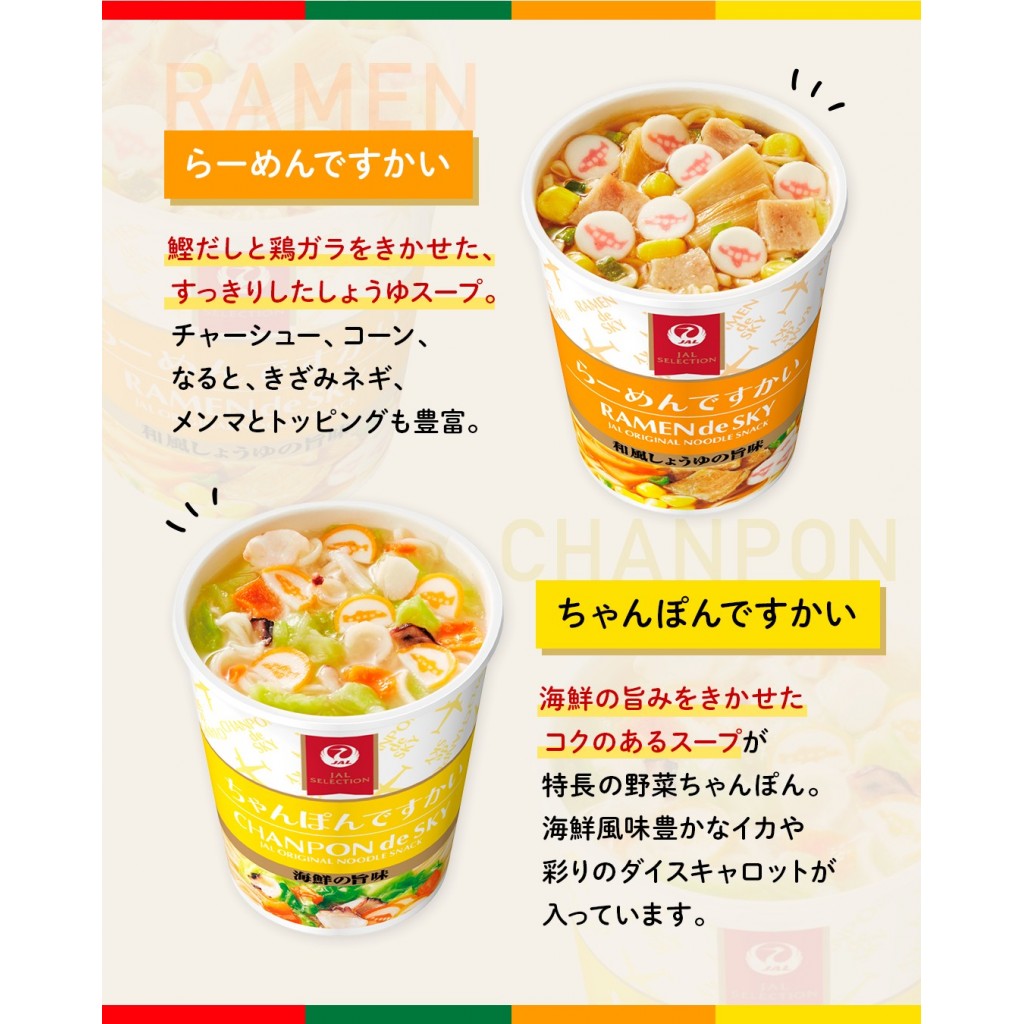 RAMEN
らーめんですかい
鰹だしと鶏ガラをきかせた、
すっきりしたしょうゆスープ。
チャーシュー、コーン、
なると、きざみネギ、
メンマとトッピングも豊富。
RAMEN
de
SKY
JAL
JAL
SELECTION
らーめんですかい
RAMEN de SKY
JAL ORIGINAL NOODLE SNACK
和風しょうゆの旨味
CHANPON
ちゃんぽんですかい
海鮮の旨みをきかせた
コクのあるスープが
特長の野菜ちゃんぽん。
海鮮風味豊かなイカや
彩りのダイスキャロットが
入っています。
CHANPON
de
SKY
JAL
JAL
SELECTION
ちゃんぽんですかい
CHANPON de SKY
JAL ORIGINAL NOODLE SNACK
海鮮の旨味